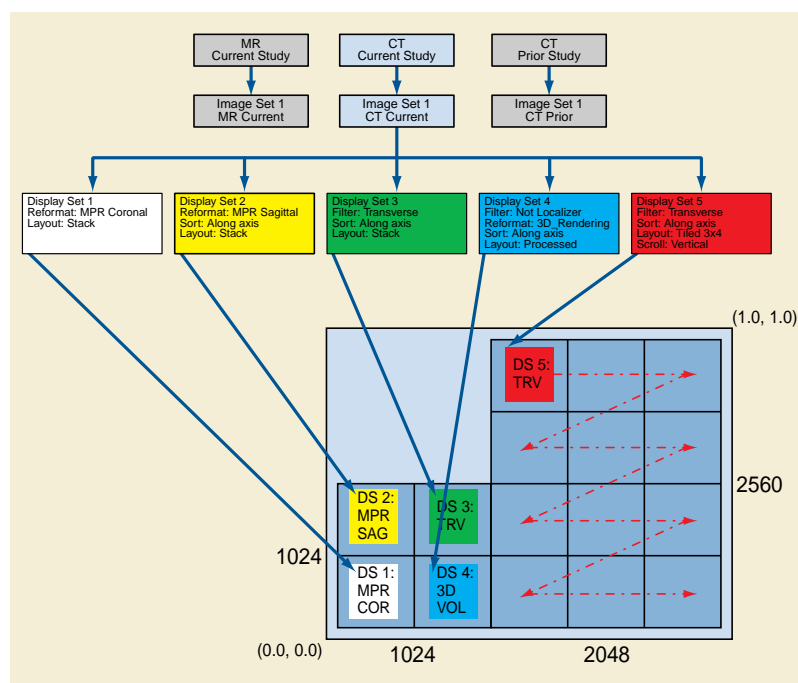 MR
Current Study
CT
Current Study
CT
Prior Study
Image Set 1
MR Current
Image Set 1
CT Current
Image Set 1
CT Prior
Display Set 1
Reformat: MPR Coronal
Layout: Stack
Display Set 2
Reformat: MPR Sagittal
Sort: Along axis
Layout: Stack
Display Set 3
Filter: Transverse
Sort: Along axis
Layout: Stack
Display Set 4
Filter: Not Localizer
Reformat: 3D_Rendering
Sort: Along axis
Layout: Processed
Display Set 5
Filter: Transverse
Sort: Along axis
Layout: Tiled 3x4
Scroll: Vertical
(1.0, 1.0)
DS 5:
TRV
DS 2:
MPR
SAG
DS 3:
TRV
2560
1024
DS 1:
MPR
COR
DS 4:
3D
VOL
(0.0, 0.0)
1024
2048